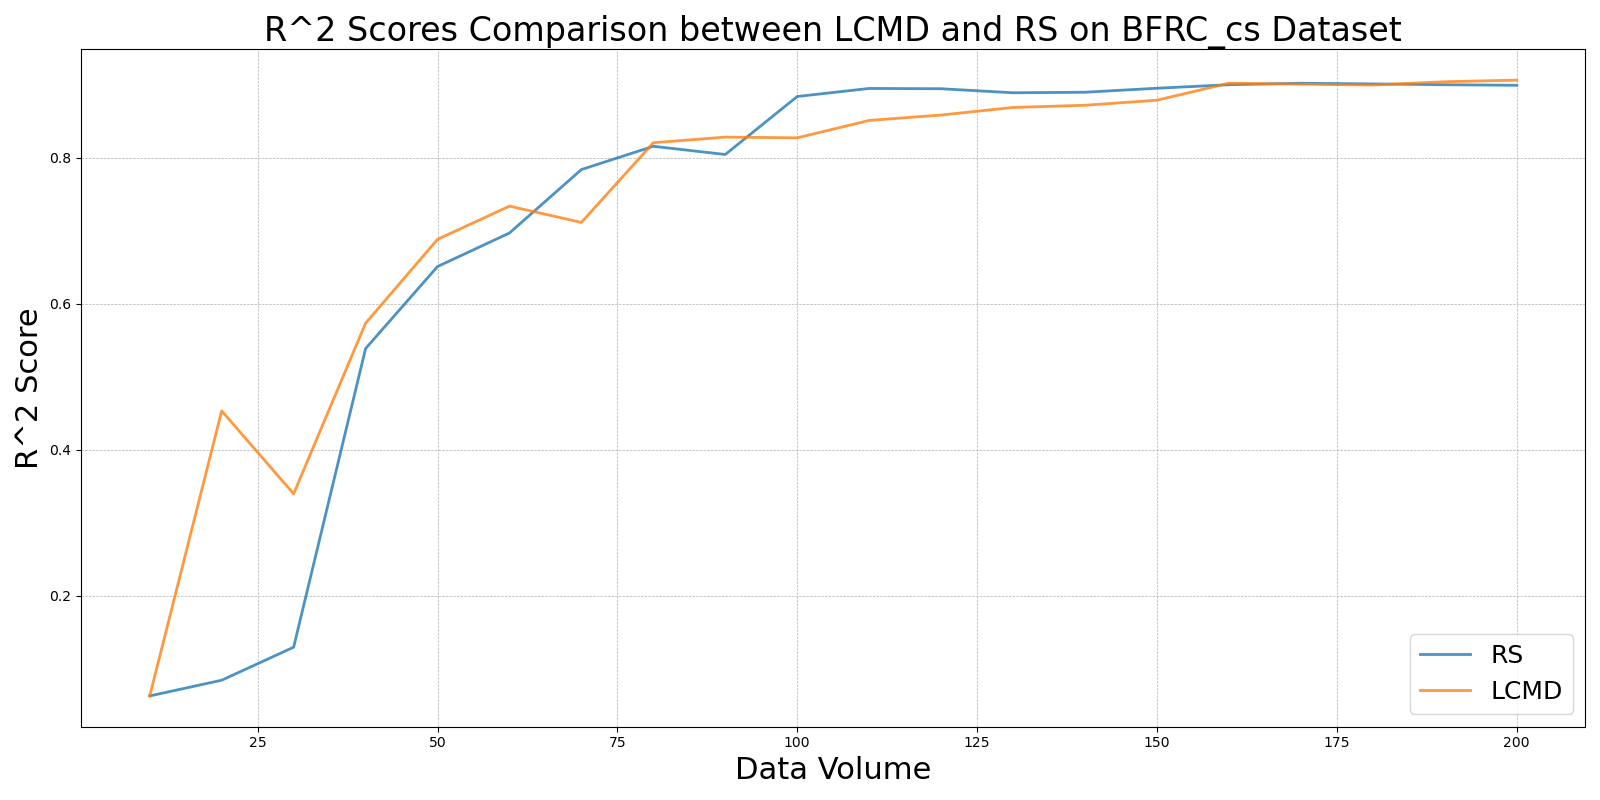 R^2 Scores Comparison between LCMD and RS on BFRC_cs Dataset
R^2 Score
0.8
0.6
0.4
0.2
RS
LCMD
25 50 75 100 125 150 175 200
Data Volume